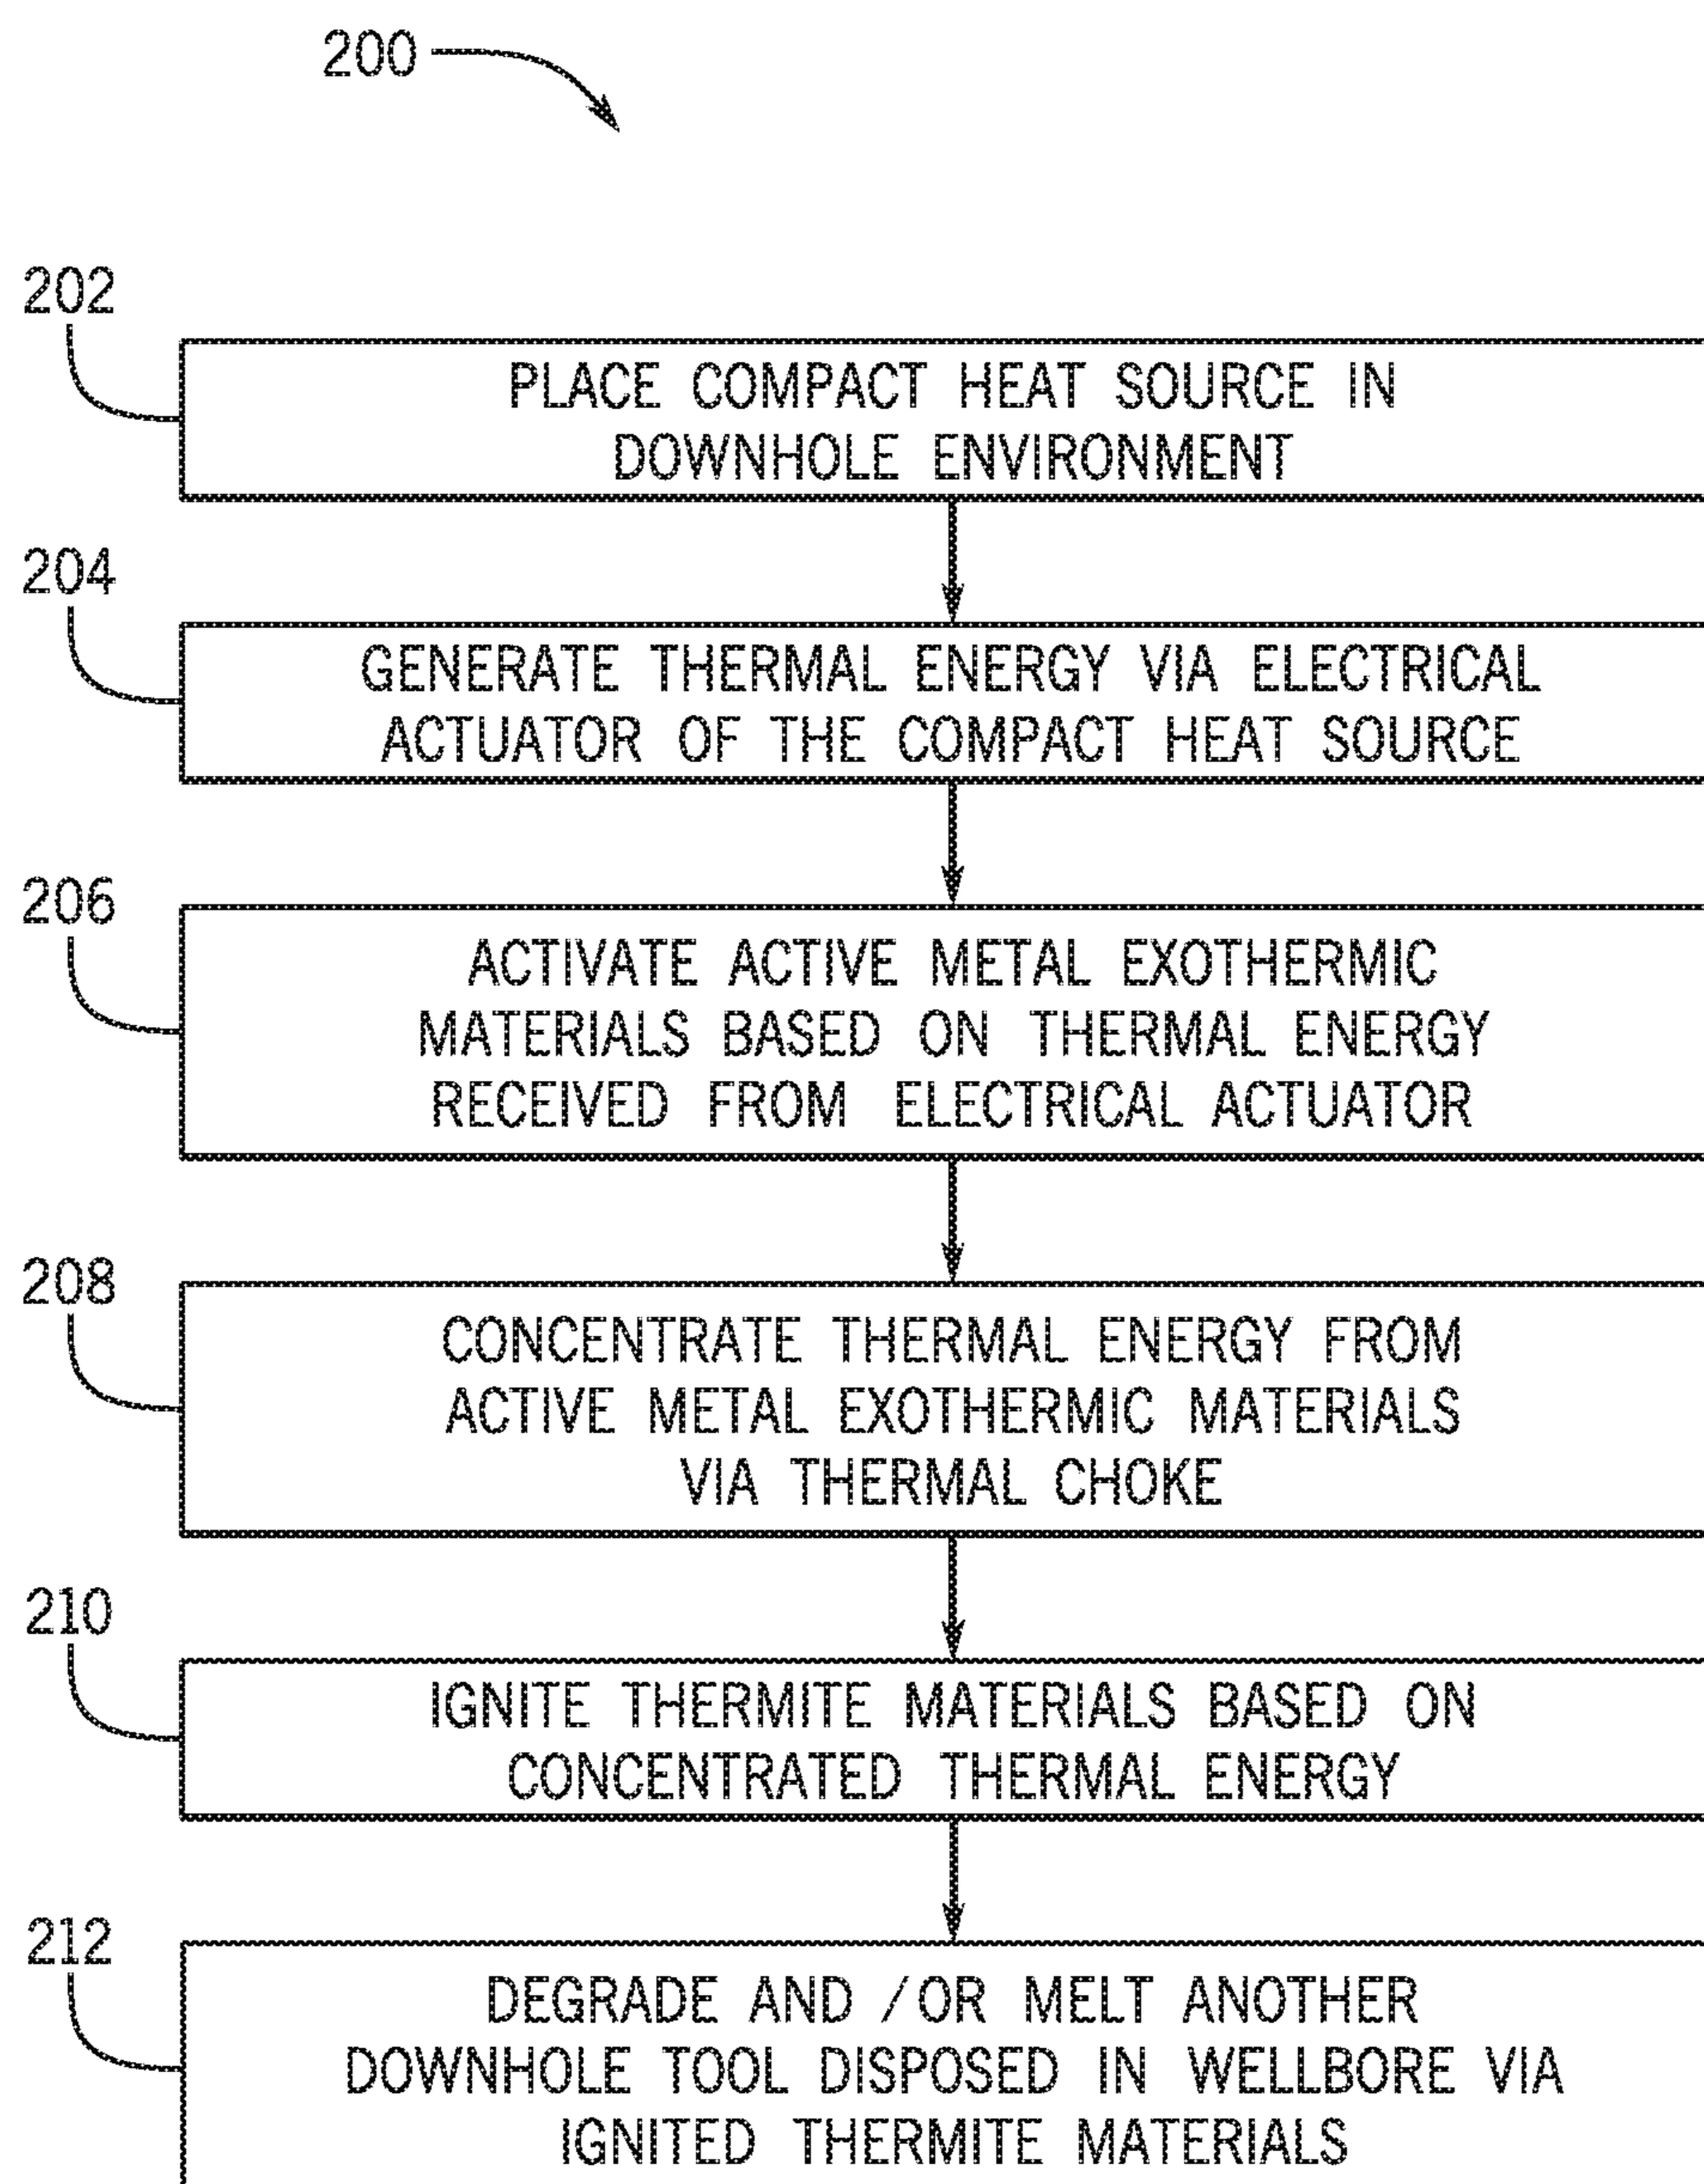 200
202
PLACE COMPACT HEAT SOURCE IN
DOWNHOLE ENVIRONMENT
204
GENERATE THERMAL ENERGY VIA ELECTRICAL
ACTUATOR OF THE COMPACT HEAT SOURCE
206
ACTIVATE ACTIVE METAL EXOTHERMIC
MATERIALS BASED ON THERMAL ENERGY
RECEIVED FROM ELECTRICAL ACTUATOR
208
CONCENTRATE THERMAL ENERGY FROM
ACTIVE METAL EXOTHERMIC MATERIALS
VIA THERMAL CHOKE
210
IGNITE THERMITE MATERIALS BASED ON
CONCENTRATED THERMAL ENERGY
212
DEGRADE AND /OR MELT ANOTHER
DOWNHOLE TOOL DISPOSED IN WELLBORE VIA
IGNITED THERMITE MATERIALS